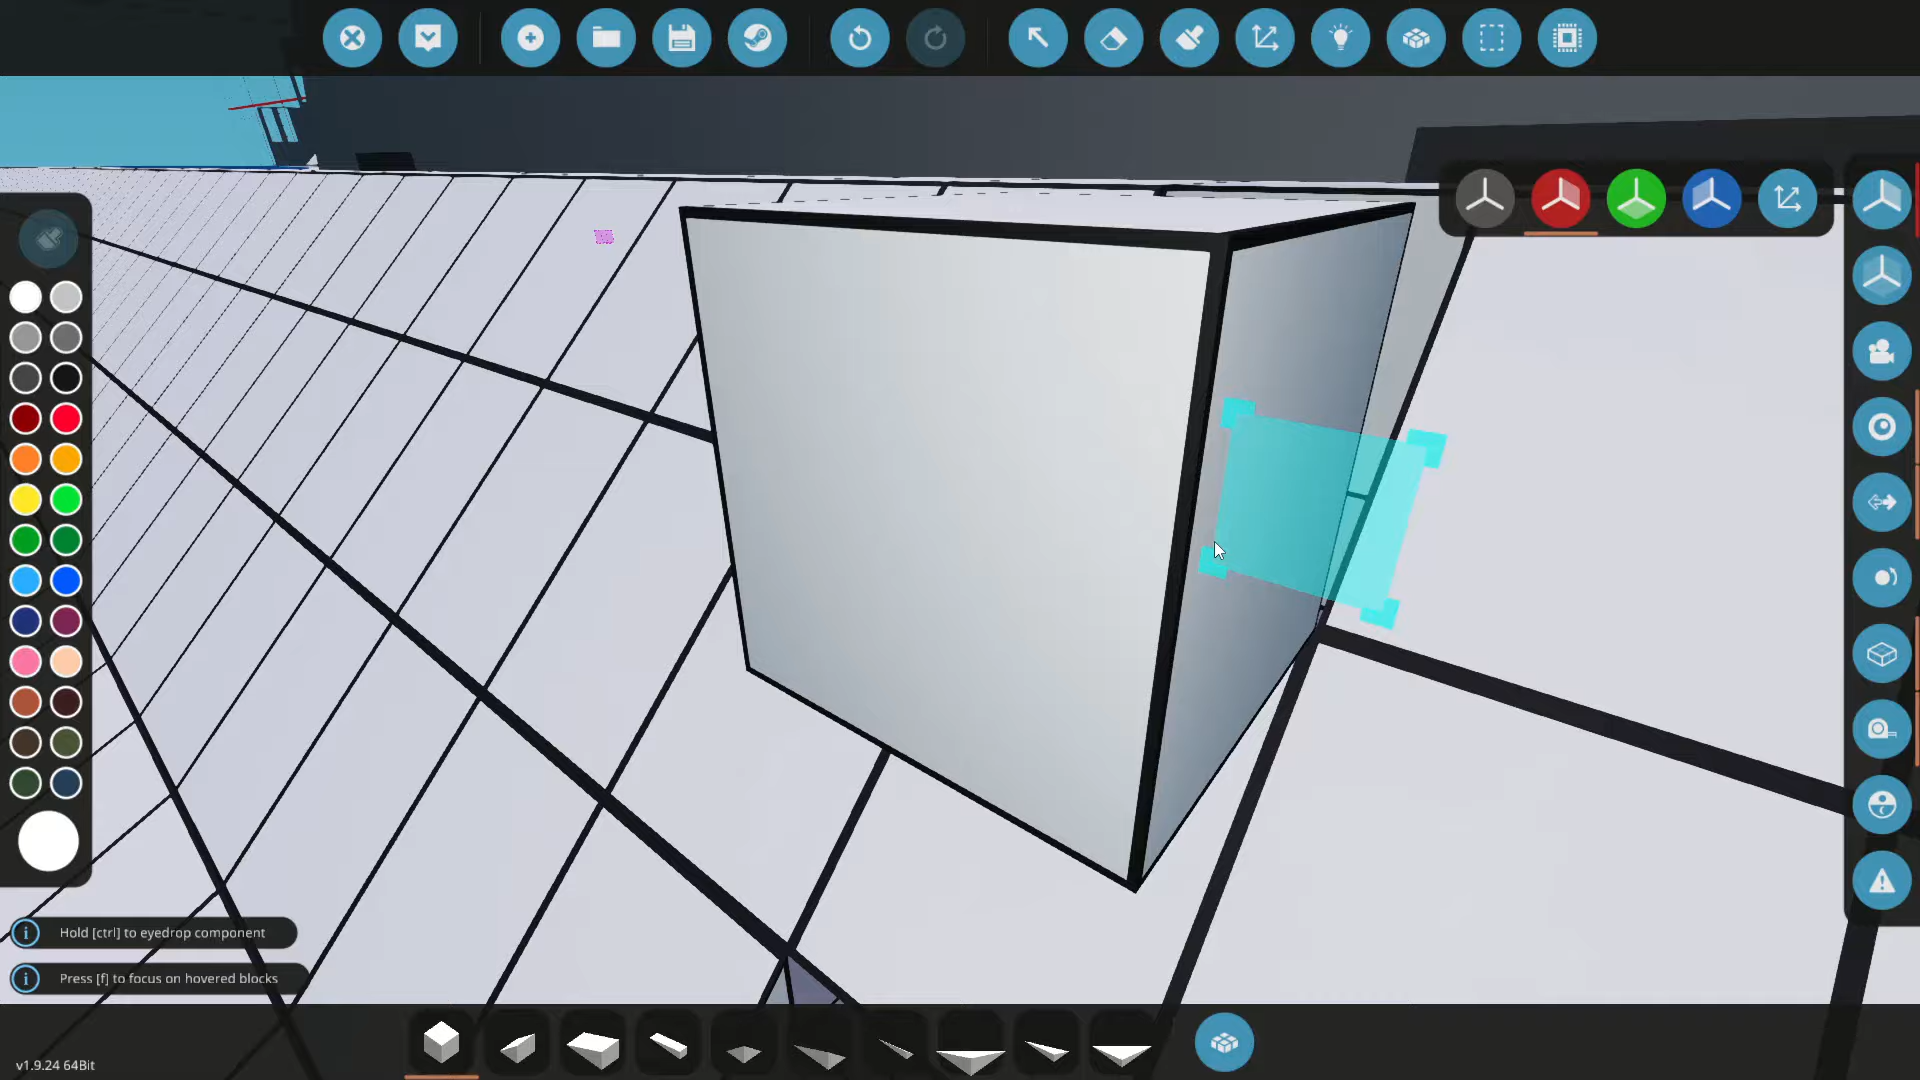 Hold [ctrl] to eyedrop component
Press [f] to focus on hovered blocks
v1.9.24 64Bit